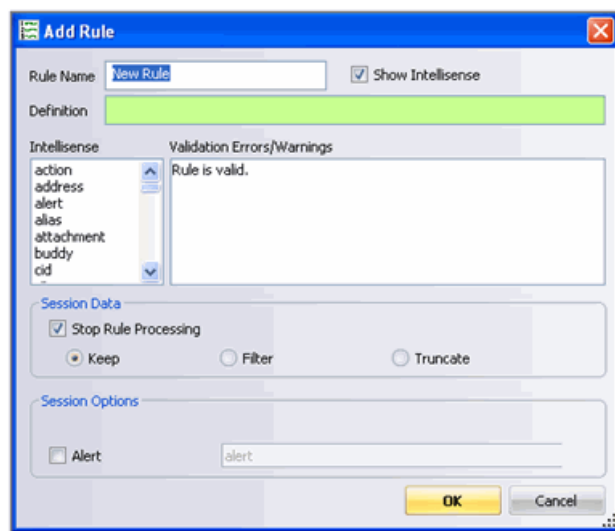 Add Rule
Rule Name New Rule Show Intellisense
Definition
Intellisense Validation Errors/Warnings
action Rule is valid.
address
alert
alias
attachment
buddy
cid
Session Data
Stop Rule Processing
Keep Filter Truncate
Session Options
Alert alert
OK Cancel